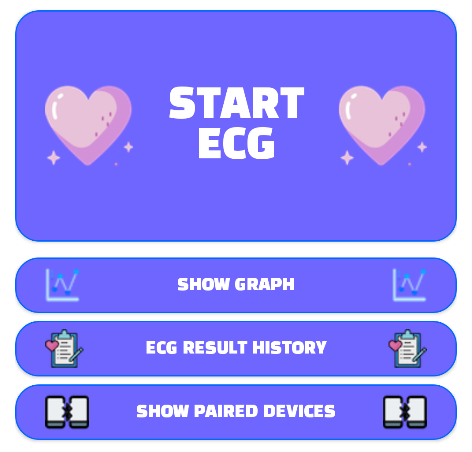 START
ECG
SHOW GRAPH
ECG RESULT HISTORY
SHOW PAIRED DEVICES